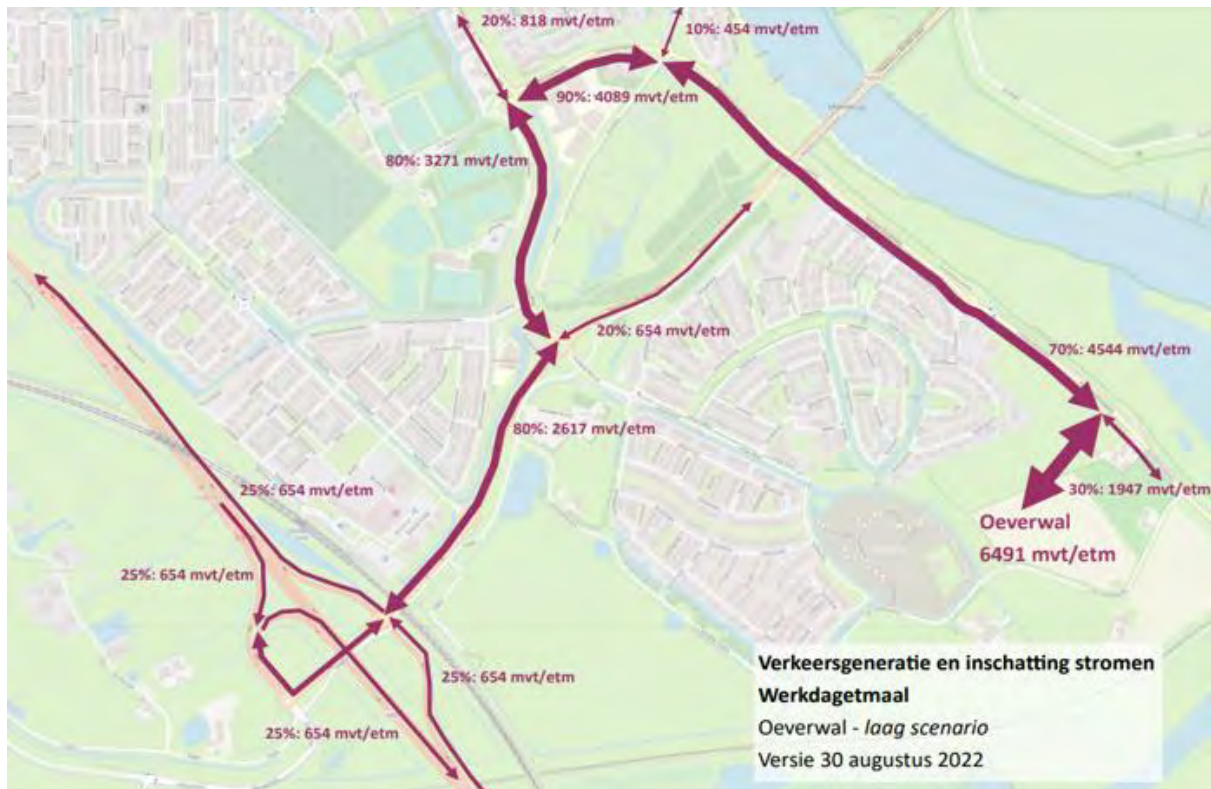 20%: 818 mvt/etm
10%: 454 mvt/etm
90%: 4089 mvt/etm
80%: 3271 mvt/etm
20%: 654 mvt/etm
70%: 4544 mvt/etm
80%: 2617 mvt/etm
25%: 654 mvt/etm
30%: 1947 mvt/etm
Oeverwal
6491 mvt/etm
25%: 654 mvt/etm
25%: 654 mvt/etm
25%: 654 mvt/etm
Verkeersgeneratie en inschatting stromen
Werkdagetmaal
Oeverwal - laag scenario
Versie 30 augustus 2022